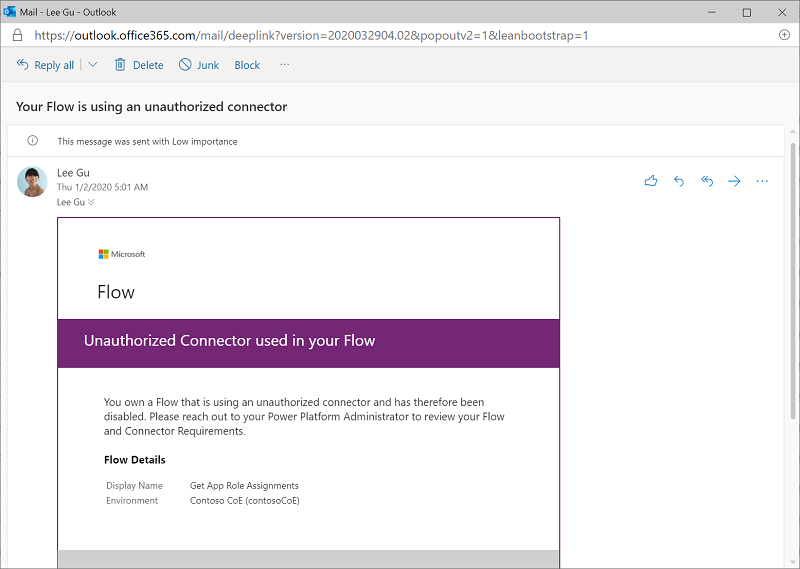 Mail - Lee Gu - Outlook
https://outlook.office365.com/mail/deeplink?version=2020032904.02&popoutv2=1&leanbootstrap=1
Reply all Delete Junk Block ...
Your Flow is using an unauthorized connector
This message was sent with Low importance
Lee Gu
Thu 1/2/2020 5:01 AM
Lee Gu
Microsoft
Flow
Unauthorized Connector used in your Flow
You own a Flow that is using an unauthorized connector and has therefore been
disabled. Please reach out to your Power Platform Administrator to review your Flow
and Connector Requirements.
Flow Details
Display Name Get App Role Assignments
Environment Contoso CoE (contosoCoE)